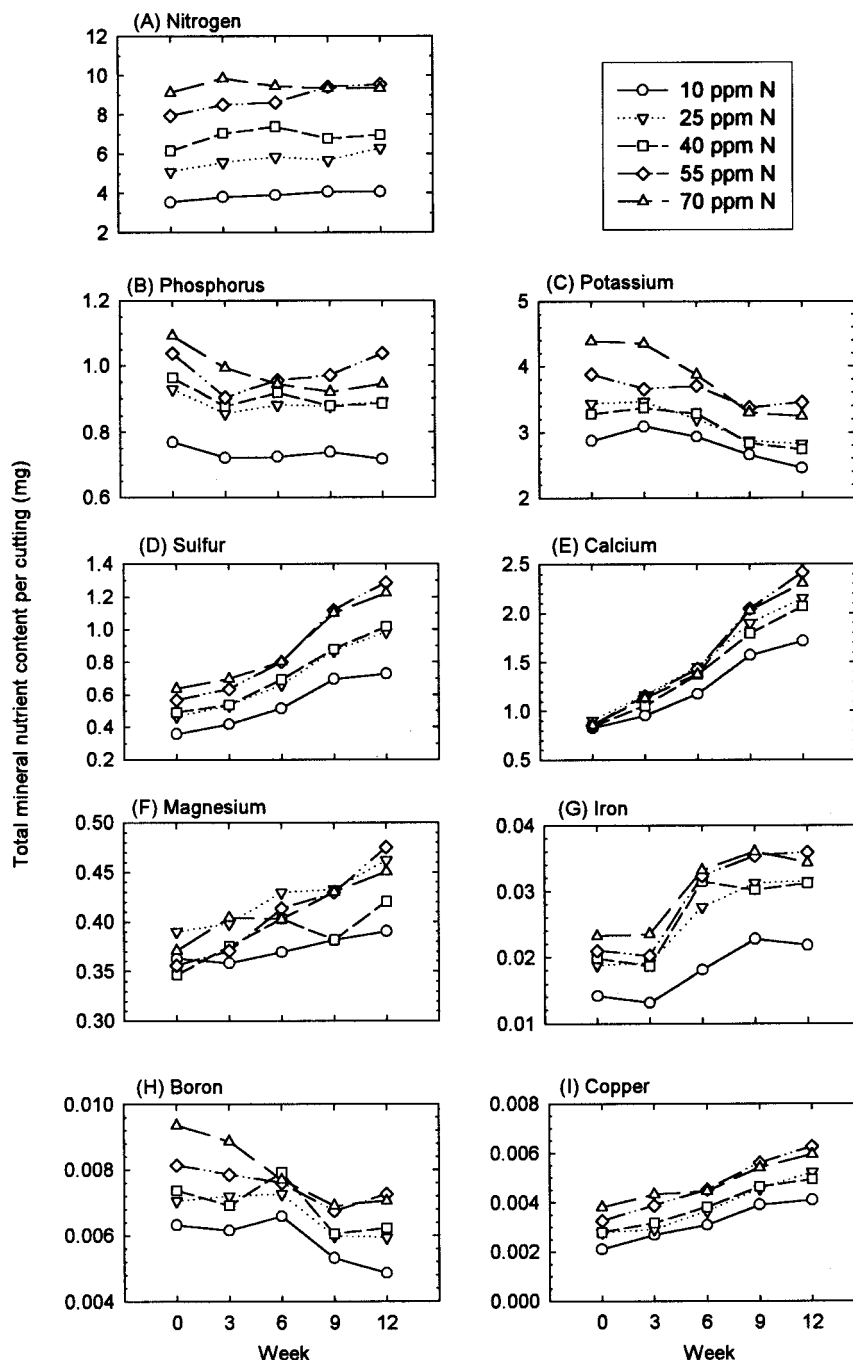 (A) Nitrogen
12
10
8
6
4
2
10 ppm N
25 ppm N
40 ppm N
55 ppm N
70 ppm N
(B) Phosphorus
1.2
1.0
0.8
0.6
(C) Potassium
5
4
3
2
Total mineral nutrient content per cutting (mg)
(D) Sulfur
1.4
1.2
1.0
0.8
0.6
0.4
0.2
(E) Calcium
2.5
2.0
1.5
1.0
0.5
(F) Magnesium
0.50
0.45
0.40
0.35
0.30
(G) Iron
0.04
0.03
0.02
0.01
(H) Boron
0.010
0.008
0.006
0.004
0 3 6 9 12
Week
(I) Copper
0.008
0.006
0.004
0.002
0.000
0 3 6 9 12
Week